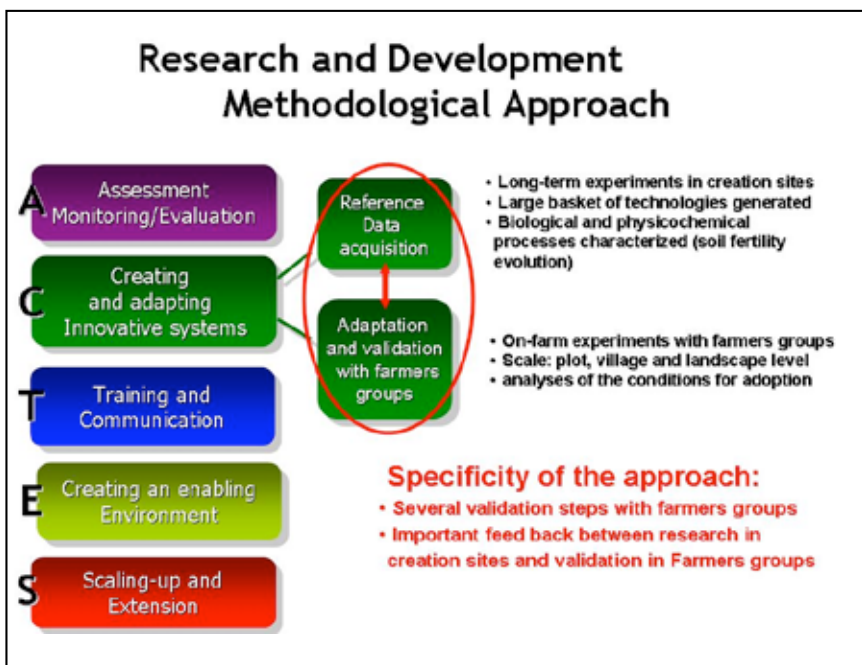 Research and Development
Methodological Approach
A
Assessment
Monitoring/Evaluation
C
Creating
and adapting
Innovative systems
T
Training and
Communication
E
Creating an enabling
Environment
S
Scaling-up and
Extension
Reference
Data
acquisition
Adaptation
and validation
with farmers
groups
• Long-term experiments in creation sites
• Large basket of technologies generated
• Biological and physicochemical
processes characterized (soil fertility
evolution)
• On-farm experiments with farmers groups
• Scale: plot, village and landscape level
• analyses of the conditions for adoption
Specificity of the approach:
• Several validation steps with farmers groups
• Important feed back between research in
creation sites and validation in Farmers groups